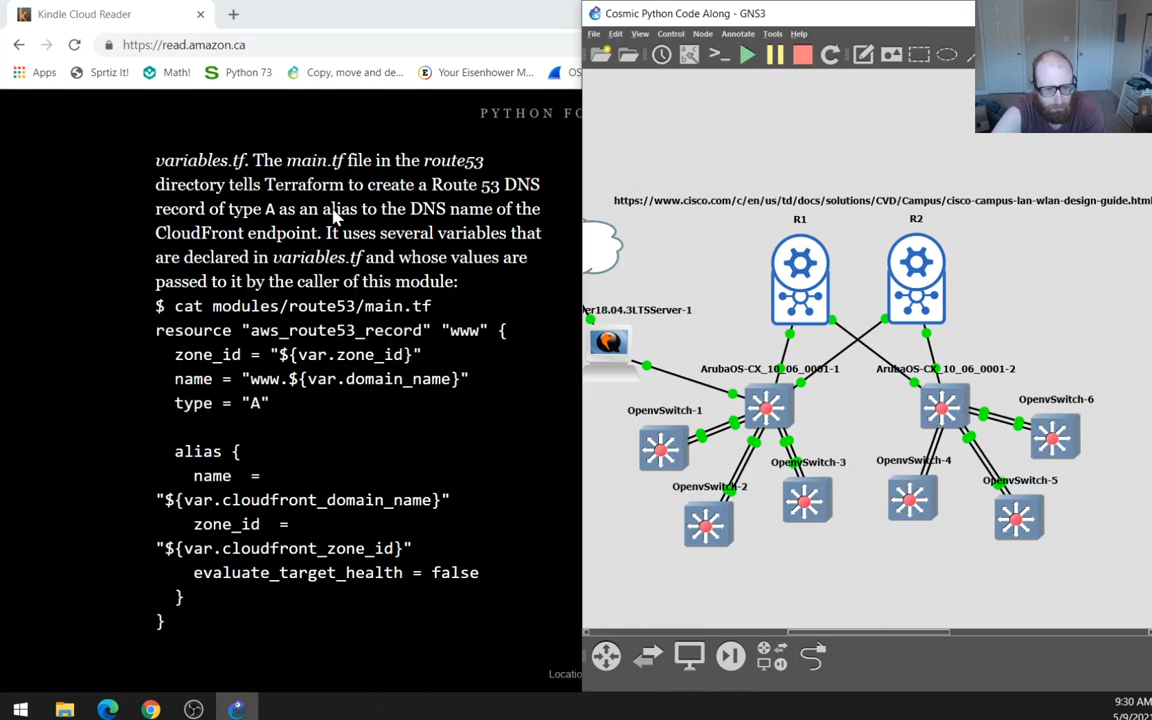 Kindle Cloud Reader
https://read.amazon.ca
Apps
Sprtiz It!
Math!
Python 73
Copy, move and de...
Your Eisenhower M...
OS
PYTHON FO
variables.tf. The main.tf file in the route53
directory tells Terraform to create a Route 53 DNS
record of type A as an alias to the DNS name of the
CloudFront endpoint. It uses several variables that
are declared in variables.tf and whose values are
passed to it by the caller of this module:
$ cat modules/route53/main.tf
resource "aws_route53_record" "www" {
zone_id = "${var.zone_id}"
name = "www.${var.domain_name}"
type = "A"
alias {
name =
"${var.cloudfront_domain_name}"
zone_id =
"${var.cloudfront_zone_id}"
evaluate_target_health = false
}
}
Locatio
Cosmic Python Code Along - GNS3
File Edit View Control Node Annotate Tools Help
https://www.cisco.com/c/en/us/td/docs/solutions/CVD/Campus/cisco-campus-lan-wlan-design-guide.html
R1
R2
er18.04.3LTSServer-1
ArubaOS-CX_10_06_0001-1
ArubaOS-CX_10_06_0001-2
OpenvSwitch-1
OpenvSwitch-6
OpenvSwitch-3
OpenvSwitch-4
OpenvSwitch-2
OpenvSwitch-5
9:30 AM
5/9/202